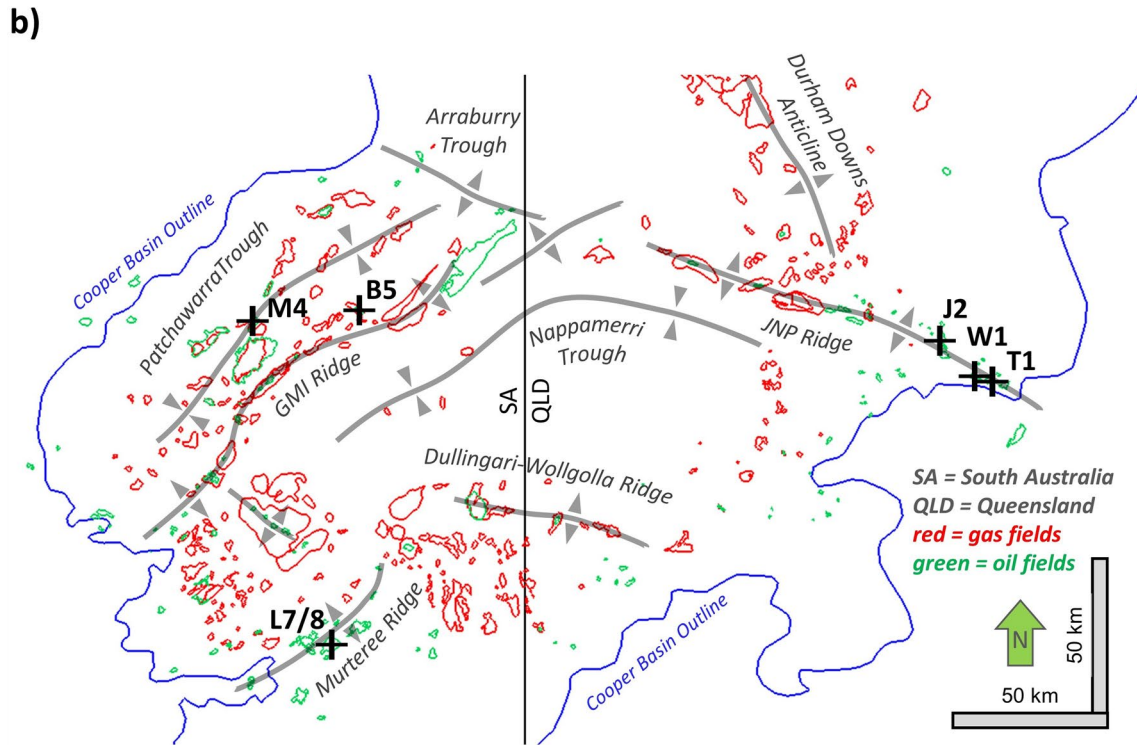 b)
Arraburry
Trough
Durham Downs
Anticline
Cooper Basin Outline
PatchawarraTrough
M4
B5
GMI Ridge
Nappamerri
Trough
JNP Ridge
J2
W1
T1
SA
QLD
Dullingari-Wollgolla Ridge
SA = South Australia
QLD = Queensland
red = gas fields
green = oil fields
L7/8
Murteree Ridge
Cooper Basin Outline
N
50 km
50 km